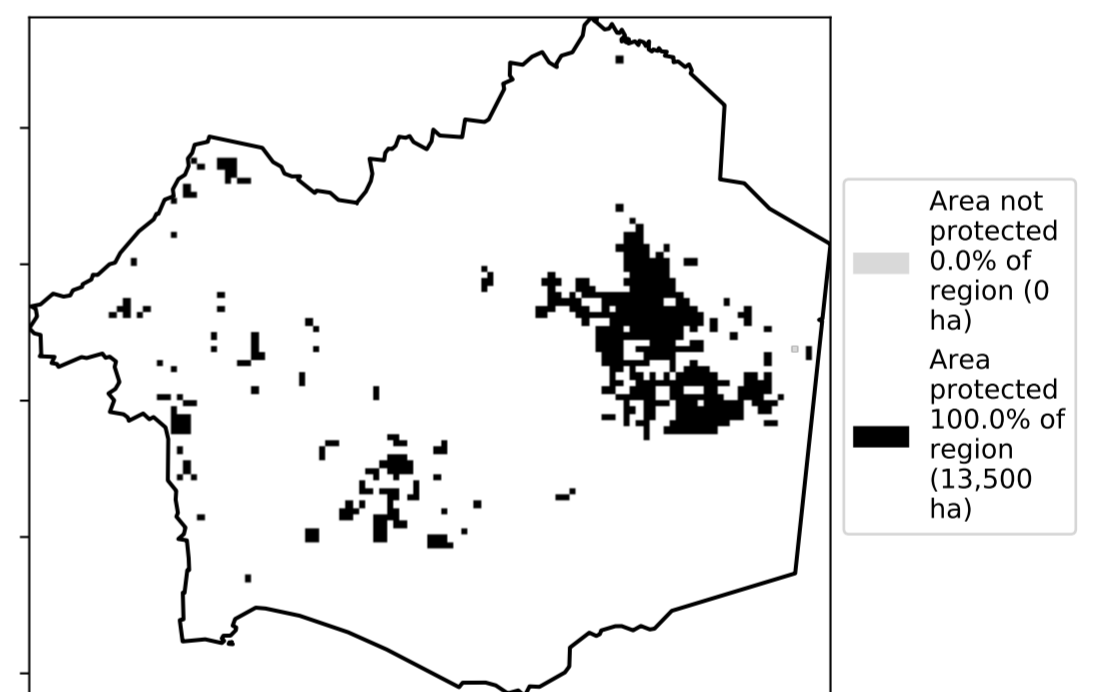 Area not
protected
0.0% of
region (0
ha)
Area
protected
100.0% of
region
(13,500
ha)